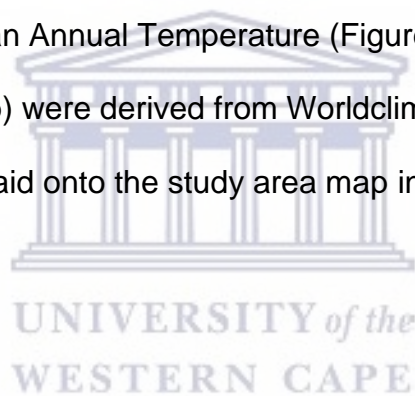 an Annual Temperature (Figure
) were derived from Worldclim
aid onto the study area map in
UNIVERSITY of the
WESTERN CAPE